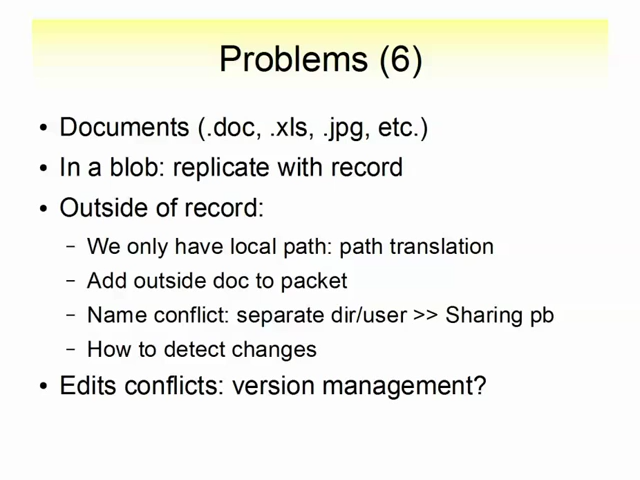 Problems (6)
• Documents (.doc, .xls, .jpg, etc.)
• In a blob: replicate with record
• Outside of record:
– We only have local path: path translation
– Add outside doc to packet
– Name conflict: separate dir/user >> Sharing pb
– How to detect changes
• Edits conflicts: version management?